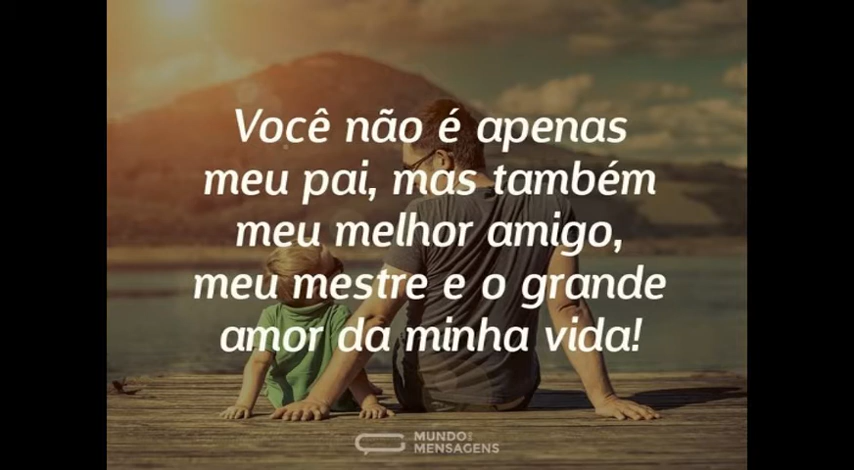 Você não é apenas
meu pai, mas também
meu melhor amigo,
meu mestre e o grande
amor da minha vida!
MUNDO DAS
MENSAGENS